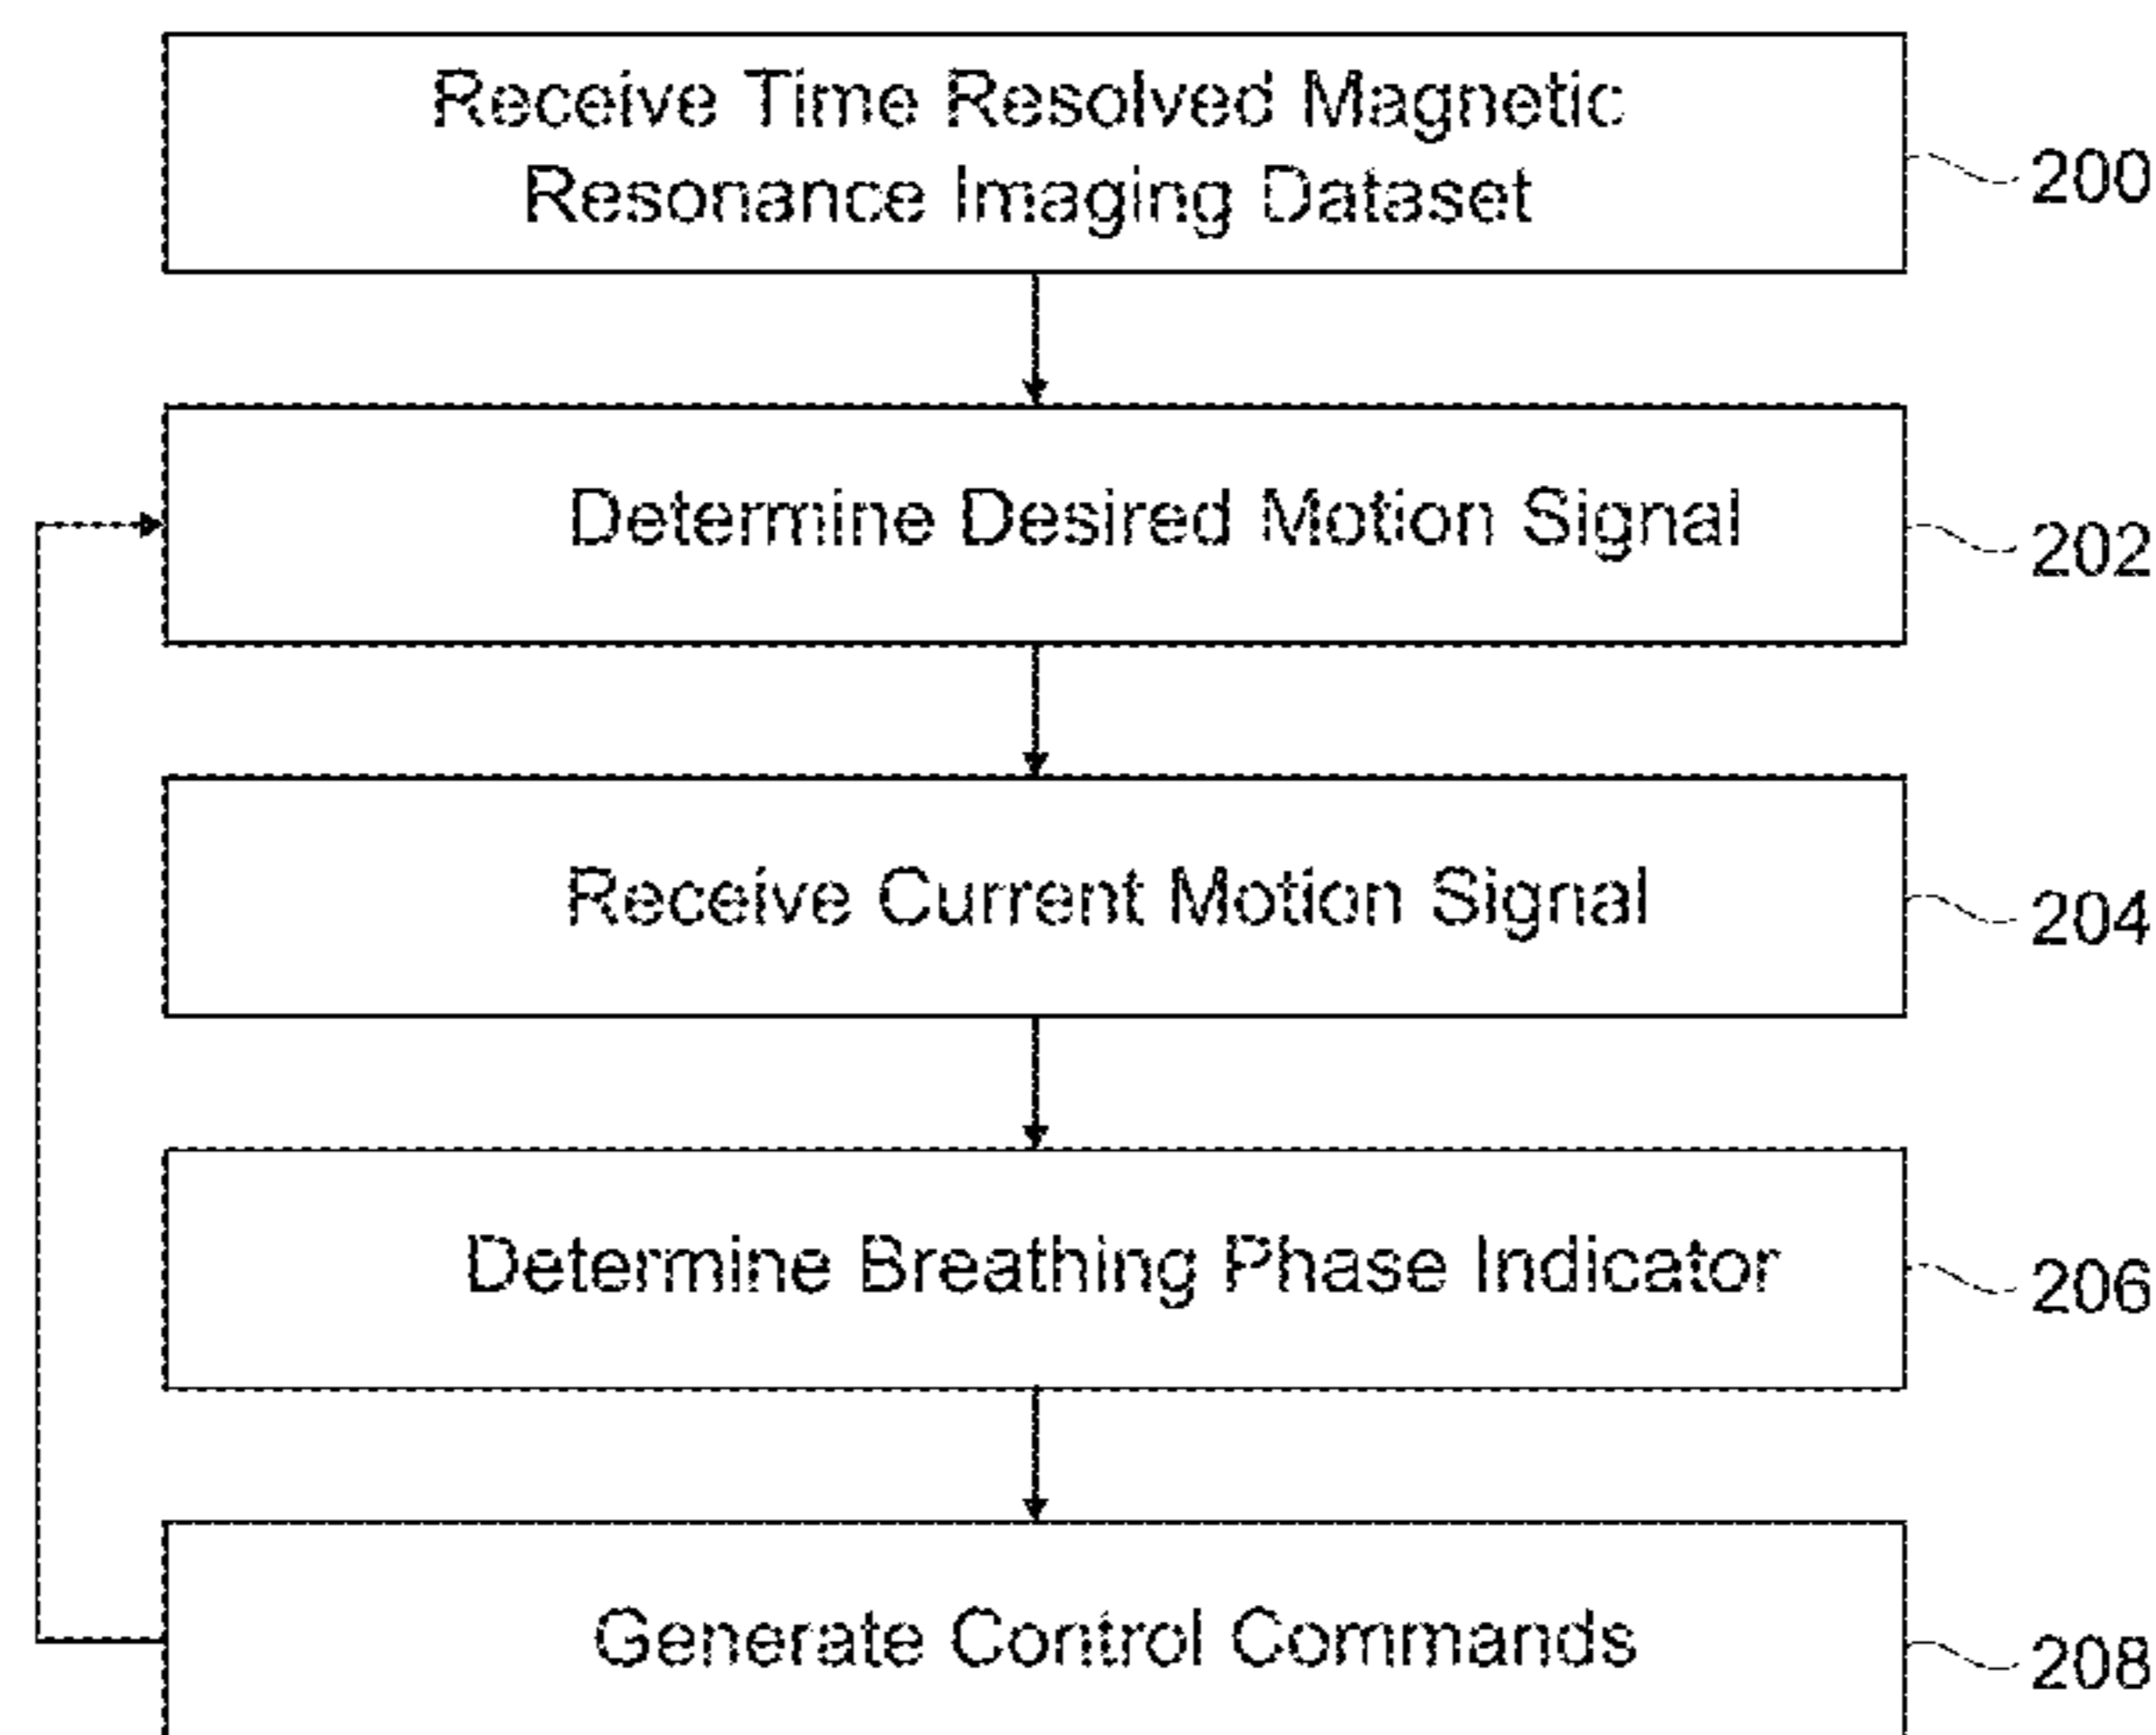 Receive Time Resolved Magnetic
Resonance Imaging Dataset
200
Determine Desired Motion Signal
202
Receive Current Motion Signal
204
Determine Breathing Phase Indicator
206
Generate Control Commands
208